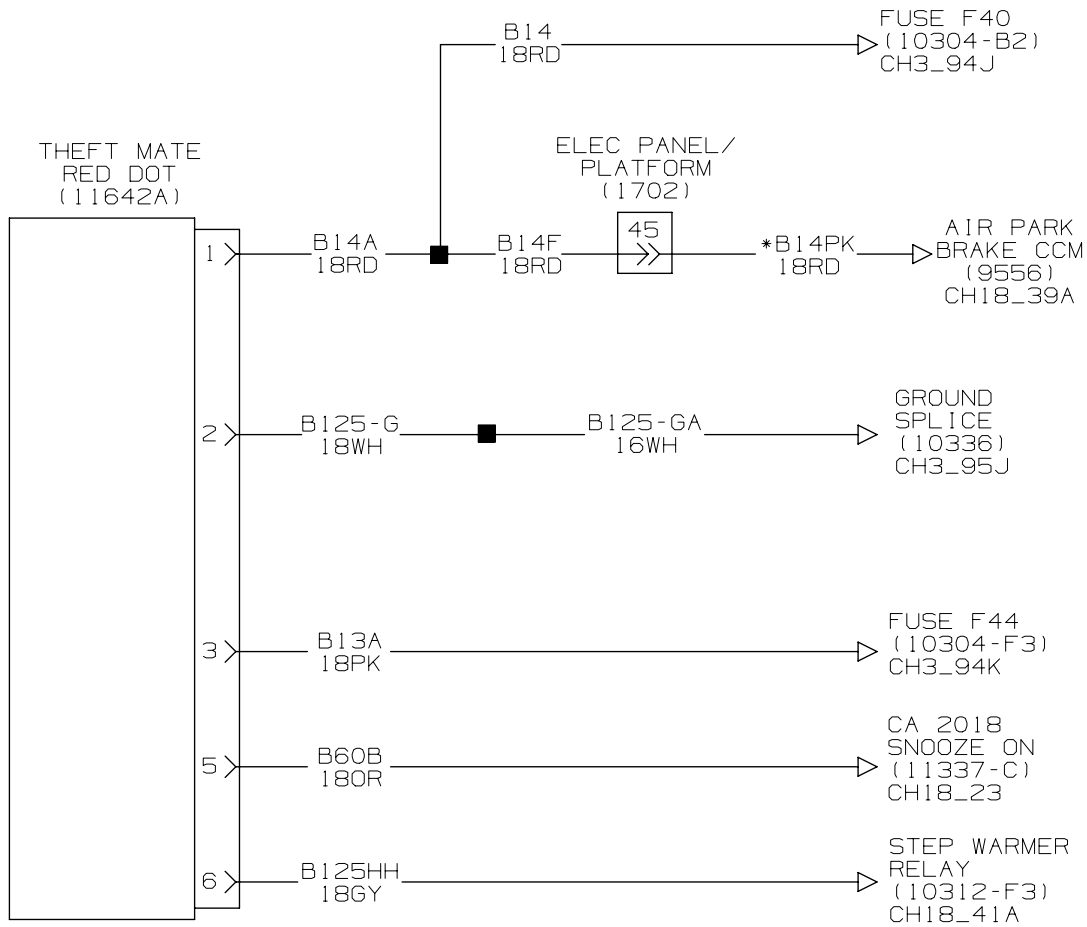 B14
18RD
FUSE F40
(10304-B2)
CH3_94J
THEFT MATE
RED DOT
(11642A)
ELEC PANEL/
PLATFORM
(1702)
1
B14A
18RD
B14F
18RD
45
*B14PK
18RD
AIR PARK
BRAKE CCM
(9556)
CH18_39A
2
B125-G
18WH
B125-GA
16WH
GROUND
SPLICE
(10336)
CH3_95J
3
B13A
18PK
FUSE F44
(10304-F3)
CH3_94K
5
B60B
18OR
CA 2018
SNOOZE ON
(11337-C)
CH18_23
6
B125HH
18GY
STEP WARMER
RELAY
(10312-F3)
CH18_41A